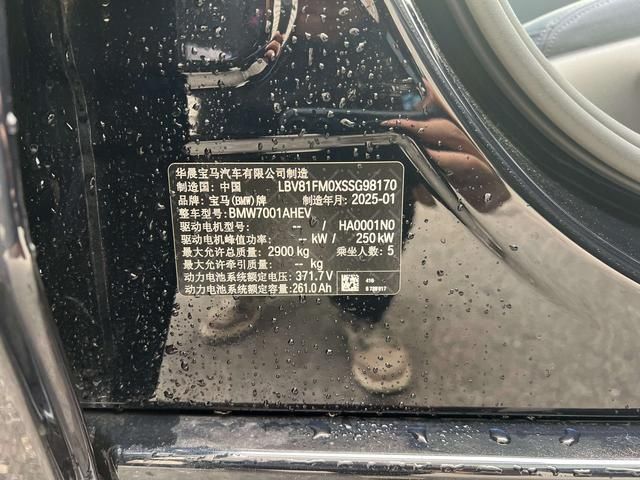 华晨宝马汽车有限公司制造
制造国：中国 LBV81FM0XSSG98170
品牌：宝马(BMW)牌 制造年月：2025-01
整车型号：BMW7001AHEV
驱动电机型号： -- / HA0001N0
驱动电机峰值功率： -- kW / 250 kW
最大允许总质量：2900 kg 乘坐人数：5
最大允许牵引质量： -- kg
动力电池系统额定电压：371.7V
动力电池系统额定容量：261.0 Ah